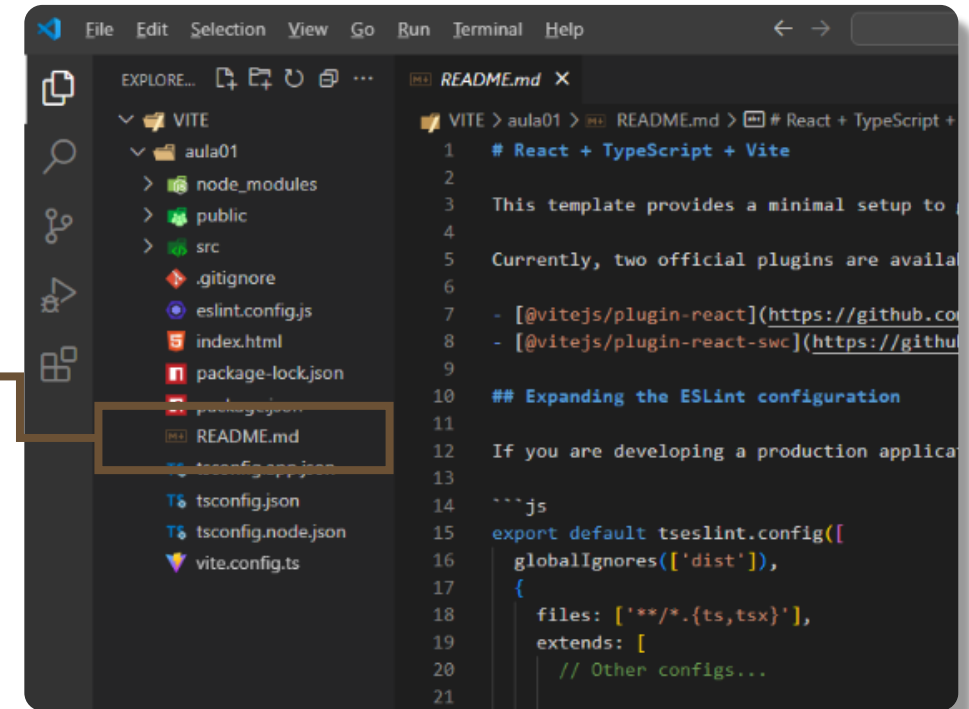 File Edit Selection View Go Run Terminal Help
EXPLORE... README.md
VITE
aula01
node_modules
public
src
.gitignore
eslint.config.js
index.html
package-lock.json
package.json
README.md
tsconfig.app.json
tsconfig.json
tsconfig.node.json
vite.config.ts
VITE > aula01 > README.md > # React + TypeScript +
1 # React + TypeScript + Vite
2
3 This template provides a minimal setup to
4
5 Currently, two official plugins are availa
6
7 - [@vitejs/plugin-react](https://github.co
8 - [@vitejs/plugin-react-swc](https://githu
9
10 ## Expanding the ESLint configuration
11
12 If you are developing a production applica
13
14 ```js
15 export default tseslint.config([
16 globalIgnores(['dist']),
17 {
18 files: ['**/*.{ts,tsx}'],
19 extends: [
20 // Other configs...
21